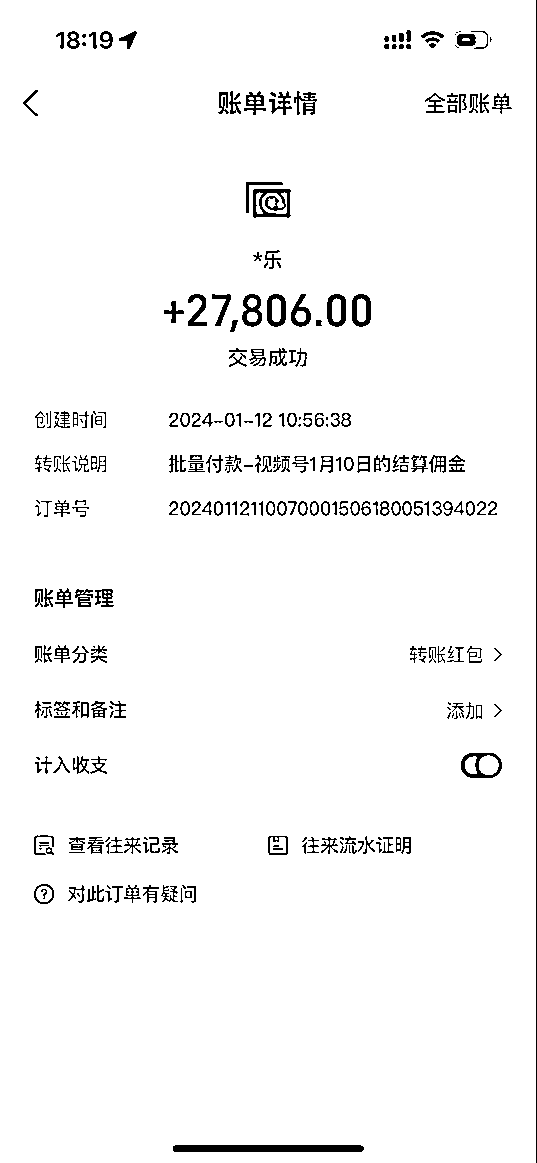 18:19
账单详情 全部账单
*乐
+27,806.00
交易成功
创建时间 2024-01-12 10:56:38
转账说明 批量付款-视频号1月10日的结算佣金
订单号 20240112110070001506180051394022
账单管理
账单分类 转账红包
标签和备注 添加
计入收支
查看往来记录 往来流水证明
对此订单有疑问